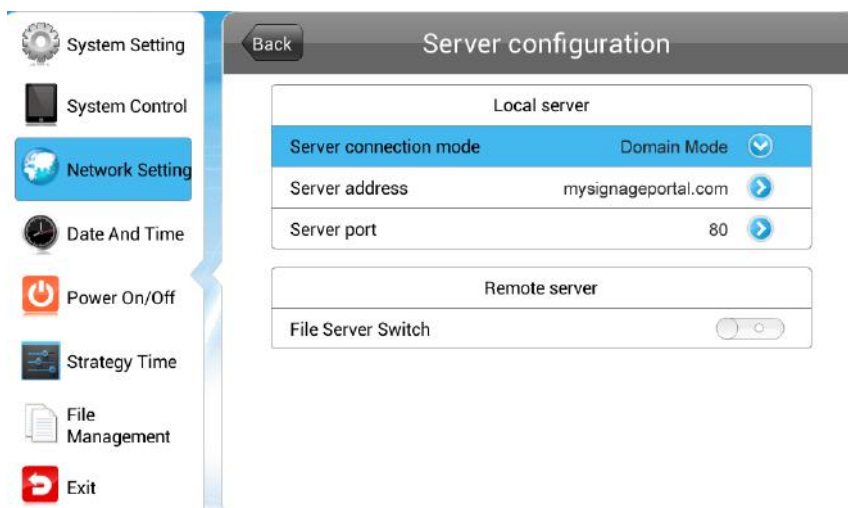 System Setting
System Control
Network Setting
Date And Time
Power On/Off
Strategy Time
File
Management
Exit
Back
Server configuration
Local server
Server connection mode Domain Mode
Server address mysignageportal.com
Server port 80
Remote server
File Server Switch